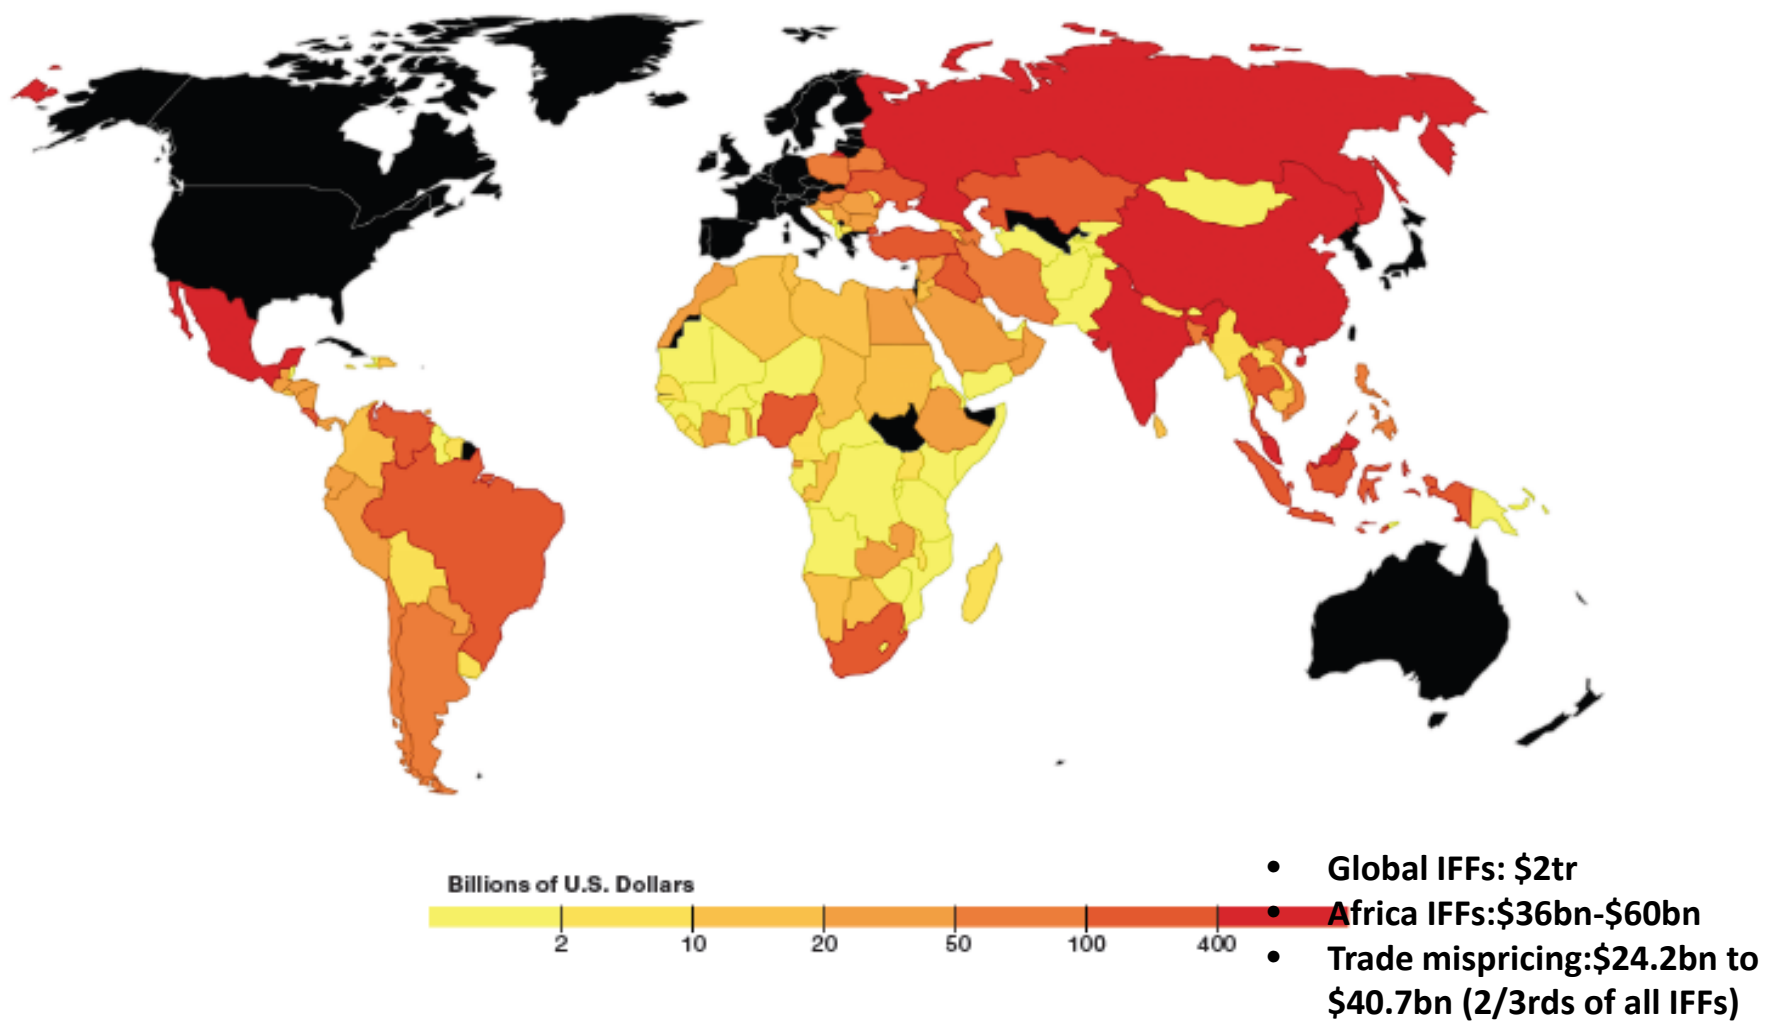 Billions of U.S. Dollars
2 10 20 50 100 400
• Global IFFs: $2tr
• Africa IFFs:$36bn-$60bn
• Trade mispricing:$24.2bn to
$40.7bn (2/3rds of all IFFs)